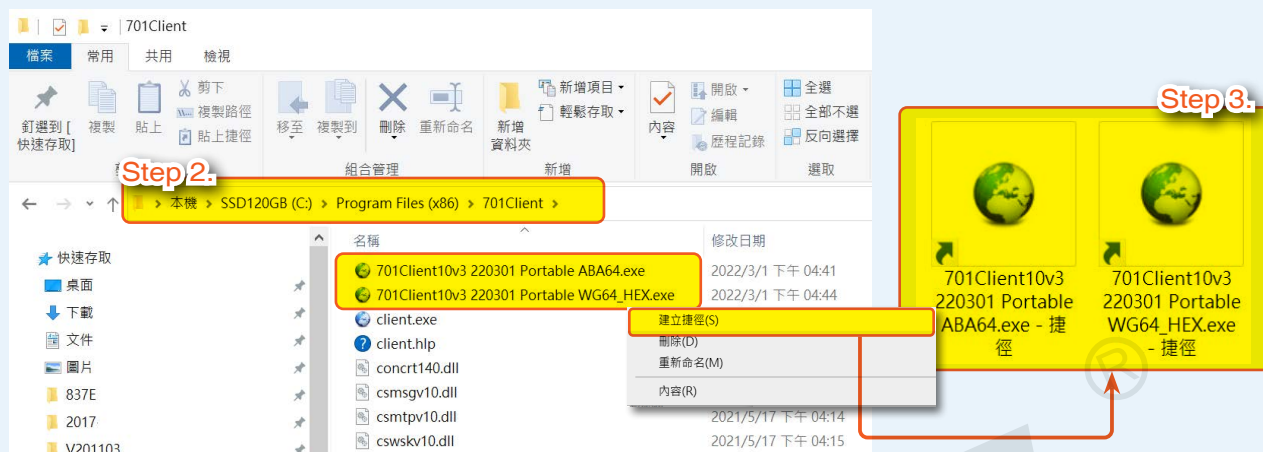 701Client
檔案 常用 共用 檢視
釘選到 [
快速存取]
複製
貼上
剪下
複製路徑
貼上捷徑
移至
複製到
刪除
重新命名
組合管理
新增
資料夾
新增項目
輕鬆存取
新增
內容
開啟
編輯
歷程記錄
開啟
全選
全部不選
反向選擇
選取
Step 2.
本機 > SSD120GB (C:) > Program Files (x86) > 701Client >
快速存取
桌面
下載
文件
圖片
837E
2017
V201103
名稱 修改日期
701Client10v3 220301 Portable ABA64.exe 2022/3/1 下午 04:41
701Client10v3 220301 Portable WG64_HEX.exe 2022/3/1 下午 04:44
client.exe
client.hlp
concrt140.dll
csmsgv10.dll
csmtpv10.dll 2021/5/17 下午 04:14
cswskv10.dll 2021/5/17 下午 04:15
建立捷徑(S)
刪除(D)
重新命名(M)
內容(R)
Step 3.
701Client10v3
220301 Portable
ABA64.exe - 捷
徑
701Client10v3
220301 Portable
WG64_HEX.exe
- 捷徑
®